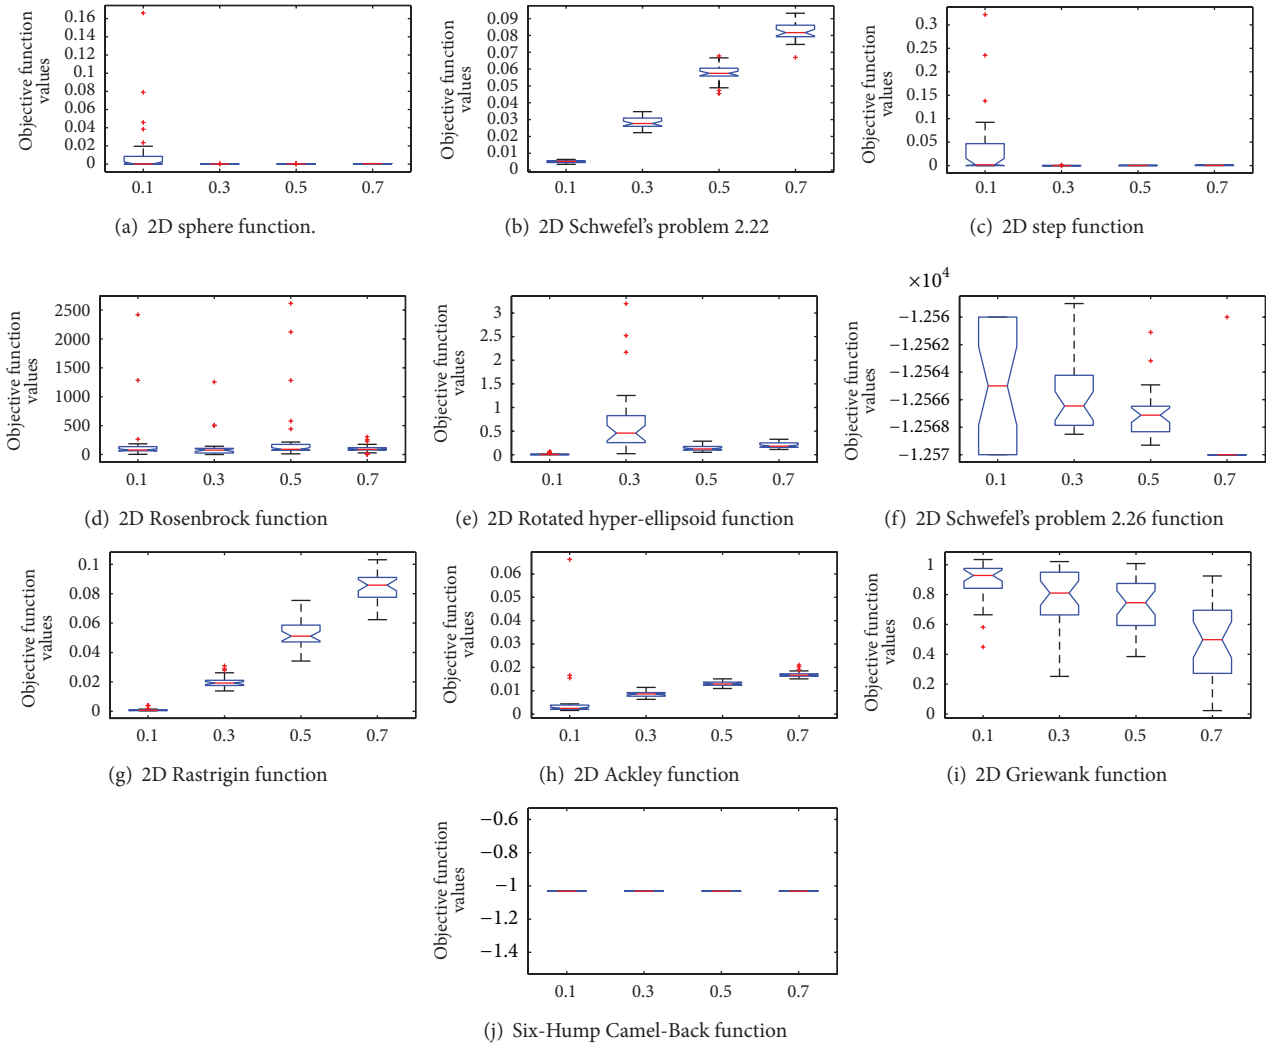 0.16
0.14
0.12
0.1
0.08
0.06
0.04
0.02
0
Objective function
values
0.1 0.3 0.5 0.7
(a) 2D sphere function.
0.09
0.08
0.07
0.06
0.05
0.04
0.03
0.02
0.01
0
Objective function
values
0.1 0.3 0.5 0.7
(b) 2D Schwefel's problem 2.22
0.3
0.25
0.2
0.15
0.1
0.05
0
Objective function
values
0.1 0.3 0.5 0.7
(c) 2D step function
2500
2000
1500
1000
500
0
Objective function
values
0.1 0.3 0.5 0.7
(d) 2D Rosenbrock function
3
2.5
2
1.5
1
0.5
0
Objective function
values
0.1 0.3 0.5 0.7
(e) 2D Rotated hyper-ellipsoid function
×10⁴
−1.256
−1.2562
−1.2564
−1.2566
−1.2568
−1.257
Objective function
values
0.1 0.3 0.5 0.7
(f) 2D Schwefel's problem 2.26 function
0.1
0.08
0.06
0.04
0.02
0
Objective function
values
0.1 0.3 0.5 0.7
(g) 2D Rastrigin function
0.06
0.05
0.04
0.03
0.02
0.01
0
Objective function
values
0.1 0.3 0.5 0.7
(h) 2D Ackley function
1
0.8
0.6
0.4
0.2
0
Objective function
values
0.1 0.3 0.5 0.7
(i) 2D Griewank function
−0.6
−0.8
−1
−1.2
−1.4
Objective function
values
0.1 0.3 0.5 0.7
(j) Six-Hump Camel-Back function